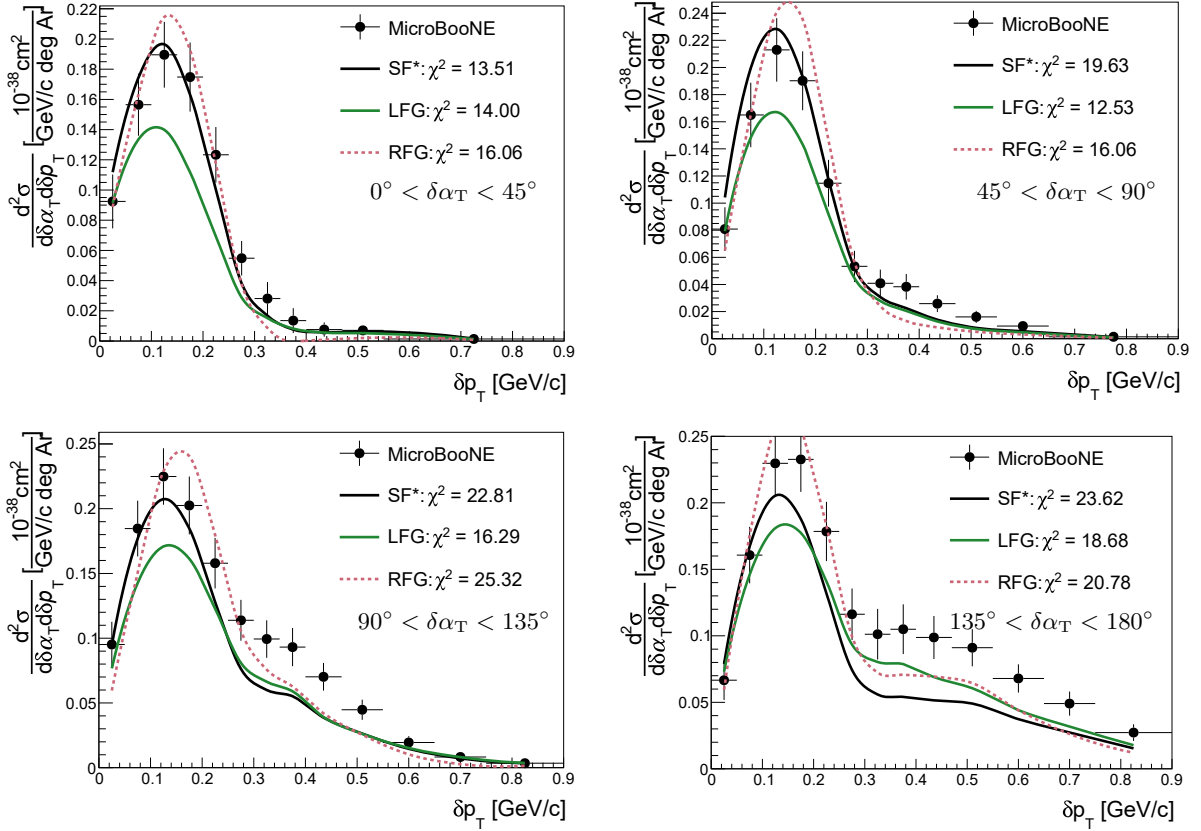 d²σ / dδα_T dδp_T [10⁻³⁸ cm² / GeV/c deg Ar]
0.22
0.2
0.18
0.16
0.14
0.12
0.1
0.08
0.06
0.04
0.02
0
MicroBooNE
SF*: χ² = 13.51
LFG: χ² = 14.00
RFG: χ² = 16.06
0° < δα_T < 45°
0 0.1 0.2 0.3 0.4 0.5 0.6 0.7 0.8 0.9
δp_T [GeV/c]
d²σ / dδα_T dδp_T [10⁻³⁸ cm² / GeV/c deg Ar]
0.24
0.22
0.2
0.18
0.16
0.14
0.12
0.1
0.08
0.06
0.04
0.02
0
MicroBooNE
SF*: χ² = 19.63
LFG: χ² = 12.53
RFG: χ² = 16.06
45° < δα_T < 90°
0 0.1 0.2 0.3 0.4 0.5 0.6 0.7 0.8 0.9
δp_T [GeV/c]
d²σ / dδα_T dδp_T [10⁻³⁸ cm² / GeV/c deg Ar]
0.25
0.2
0.15
0.1
0.05
0
MicroBooNE
SF*: χ² = 22.81
LFG: χ² = 16.29
RFG: χ² = 25.32
90° < δα_T < 135°
0 0.1 0.2 0.3 0.4 0.5 0.6 0.7 0.8 0.9
δp_T [GeV/c]
d²σ / dδα_T dδp_T [10⁻³⁸ cm² / GeV/c deg Ar]
0.25
0.2
0.15
0.1
0.05
0
MicroBooNE
SF*: χ² = 23.62
LFG: χ² = 18.68
RFG: χ² = 20.78
135° < δα_T < 180°
0 0.1 0.2 0.3 0.4 0.5 0.6 0.7 0.8 0.9
δp_T [GeV/c]